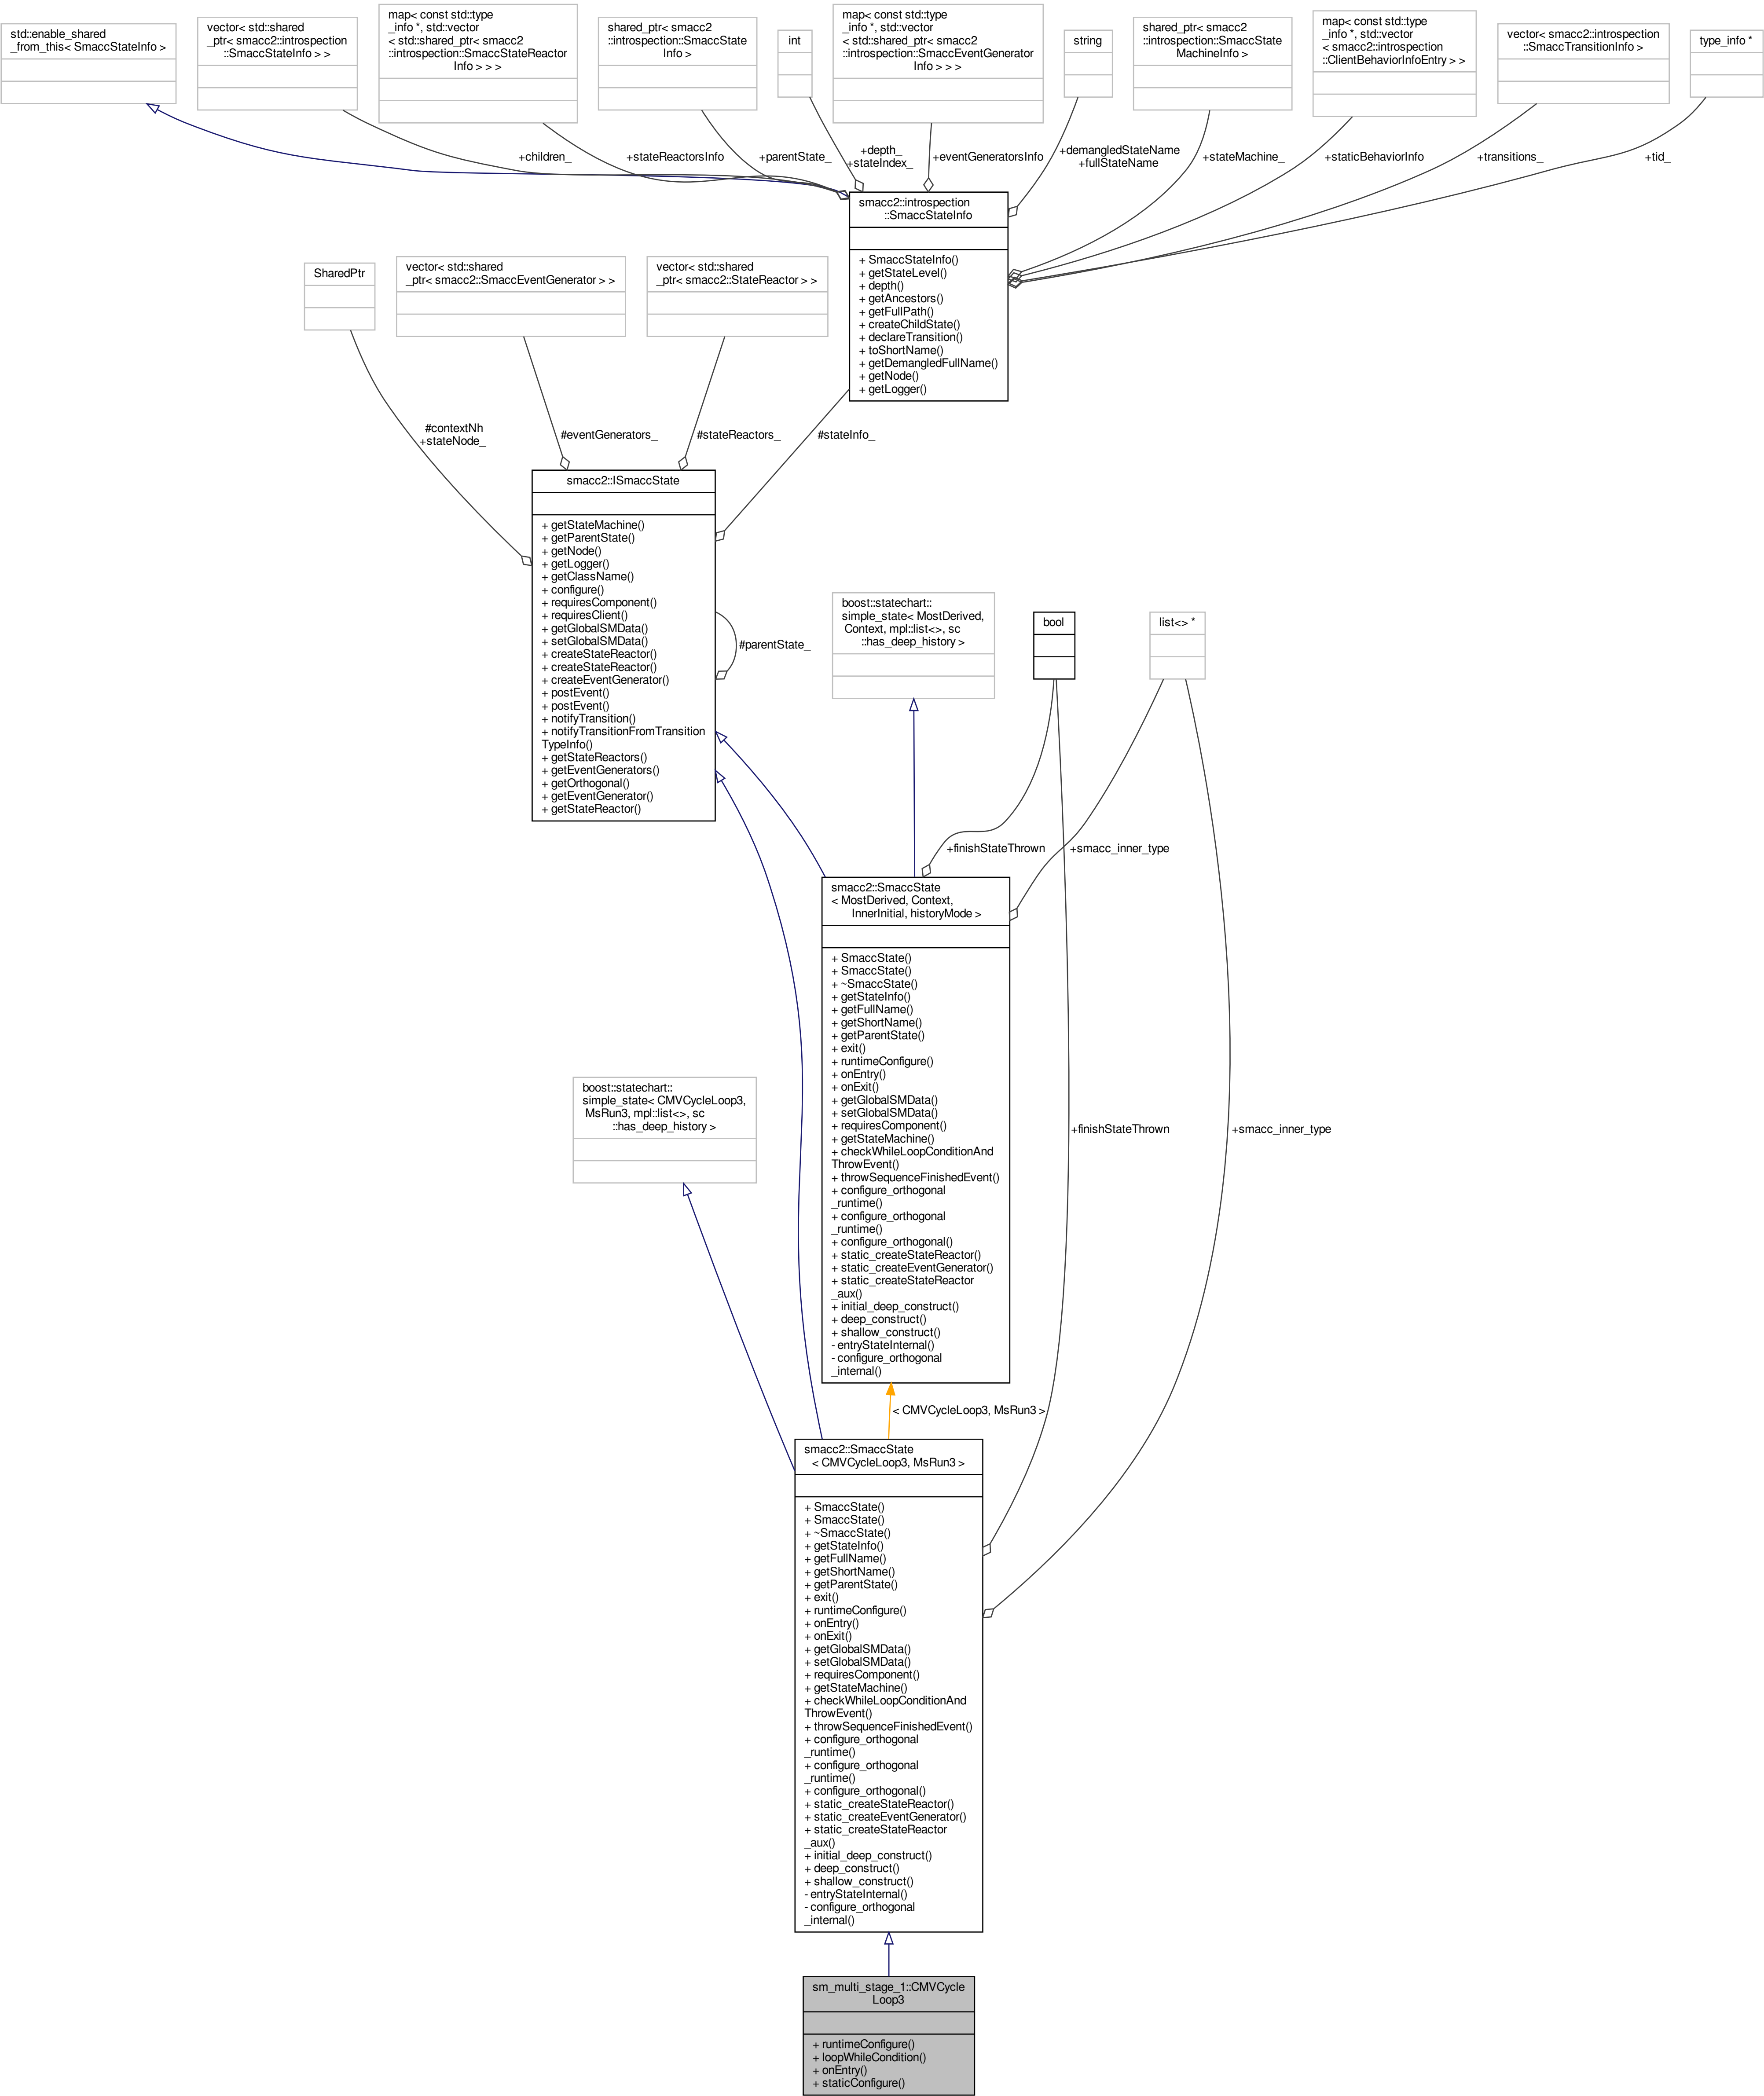 std::enable_shared
_from_this< SmaccStateInfo >
vector< std::shared
_ptr< smacc2::introspection
::SmaccStateInfo > >
map< const std::type
_info *, std::vector
< std::shared_ptr< smacc2
::introspection::SmaccStateReactor
Info > > >
shared_ptr< smacc2
::introspection::SmaccState
Info >
int
map< const std::type
_info *, std::vector
< std::shared_ptr< smacc2
::introspection::SmaccEventGenerator
Info > > >
string
shared_ptr< smacc2
::introspection::SmaccState
MachineInfo >
map< const std::type
_info *, std::vector
< smacc2::introspection
::ClientBehaviorInfoEntry > >
vector< smacc2::introspection
::SmaccTransitionInfo >
type_info *
+children_
+stateReactorsInfo
+parentState_
+depth_
+stateIndex_
+eventGeneratorsInfo
+demangledStateName
+fullStateName
+stateMachine_
+staticBehaviorInfo
+transitions_
+tid_
smacc2::introspection
::SmaccStateInfo
+ SmaccStateInfo()
+ getStateLevel()
+ depth()
+ getAncestors()
+ getFullPath()
+ createChildState()
+ declareTransition()
+ toShortName()
+ getDemangledFullName()
+ getNode()
+ getLogger()
SharedPtr
vector< std::shared
_ptr< smacc2::SmaccEventGenerator > >
vector< std::shared
_ptr< smacc2::StateReactor > >
#contextNh
+stateNode_
#eventGenerators_
#stateReactors_
#stateInfo_
smacc2::ISmaccState
+ getStateMachine()
+ getParentState()
+ getNode()
+ getLogger()
+ getClassName()
+ configure()
+ requiresComponent()
+ requiresClient()
+ getGlobalSMData()
+ setGlobalSMData()
+ createStateReactor()
+ createStateReactor()
+ createEventGenerator()
+ postEvent()
+ postEvent()
+ notifyTransition()
+ notifyTransitionFromTransition
TypeInfo()
+ getStateReactors()
+ getEventGenerators()
+ getOrthogonal()
+ getEventGenerator()
+ getStateReactor()
#parentState_
boost::statechart::
simple_state< MostDerived,
Context, mpl::list<>, sc
::has_deep_history >
bool
list<> *
+finishStateThrown
+smacc_inner_type
smacc2::SmaccState
< MostDerived, Context,
InnerInitial, historyMode >
+ SmaccState()
+ SmaccState()
+ ~SmaccState()
+ getStateInfo()
+ getFullName()
+ getShortName()
+ getParentState()
+ exit()
+ runtimeConfigure()
+ onEntry()
+ onExit()
+ getGlobalSMData()
+ setGlobalSMData()
+ requiresComponent()
+ getStateMachine()
+ checkWhileLoopConditionAnd
ThrowEvent()
+ throwSequenceFinishedEvent()
+ configure_orthogonal
_runtime()
+ configure_orthogonal
_runtime()
+ configure_orthogonal()
+ static_createStateReactor()
+ static_createEventGenerator()
+ static_createStateReactor
_aux()
+ initial_deep_construct()
+ deep_construct()
+ shallow_construct()
- entryStateInternal()
- configure_orthogonal
_internal()
boost::statechart::
simple_state< CMVCycleLoop3,
MsRun3, mpl::list<>, sc
::has_deep_history >
+finishStateThrown
+smacc_inner_type
< CMVCycleLoop3, MsRun3 >
smacc2::SmaccState
< CMVCycleLoop3, MsRun3 >
+ SmaccState()
+ SmaccState()
+ ~SmaccState()
+ getStateInfo()
+ getFullName()
+ getShortName()
+ getParentState()
+ exit()
+ runtimeConfigure()
+ onEntry()
+ onExit()
+ getGlobalSMData()
+ setGlobalSMData()
+ requiresComponent()
+ getStateMachine()
+ checkWhileLoopConditionAnd
ThrowEvent()
+ throwSequenceFinishedEvent()
+ configure_orthogonal
_runtime()
+ configure_orthogonal
_runtime()
+ configure_orthogonal()
+ static_createStateReactor()
+ static_createEventGenerator()
+ static_createStateReactor
_aux()
+ initial_deep_construct()
+ deep_construct()
+ shallow_construct()
- entryStateInternal()
- configure_orthogonal
_internal()
sm_multi_stage_1::CMVCycle
Loop3
+ runtimeConfigure()
+ loopWhileCondition()
+ onEntry()
+ staticConfigure()